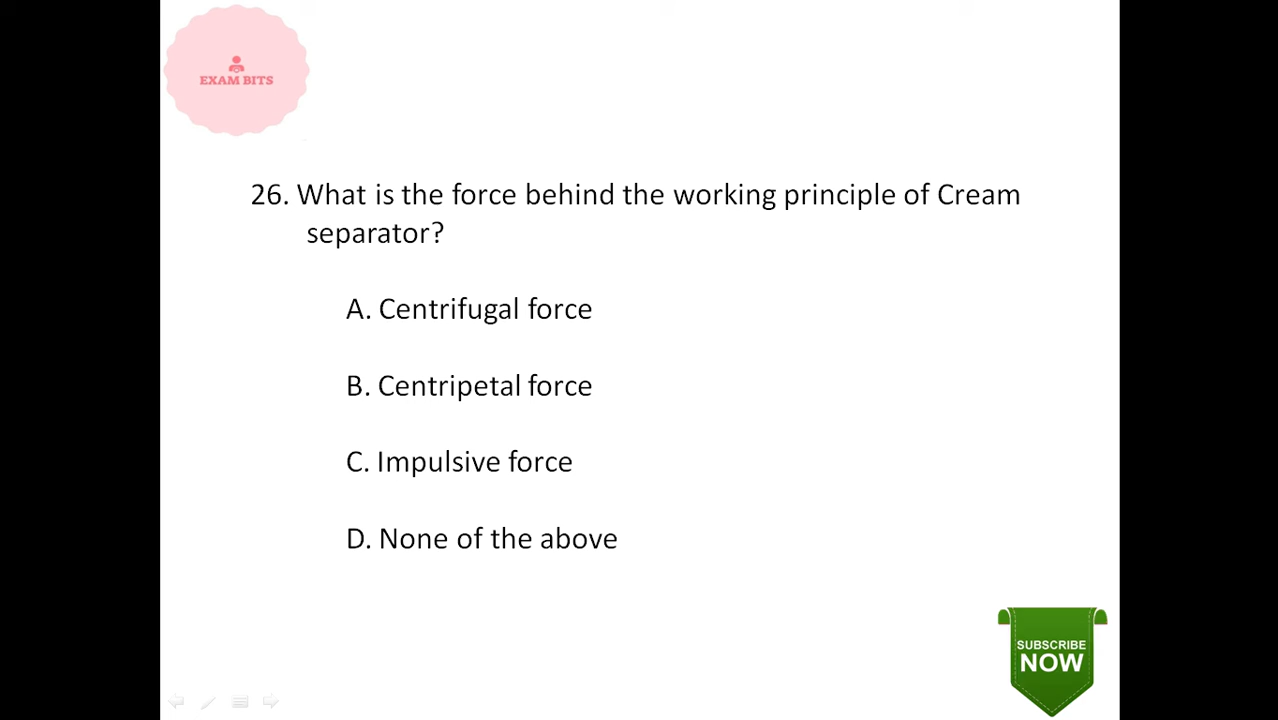 EXAM BITS
26. What is the force behind the working principle of Cream
separator?
A. Centrifugal force
B. Centripetal force
C. Impulsive force
D. None of the above
SUBSCRIBE
NOW